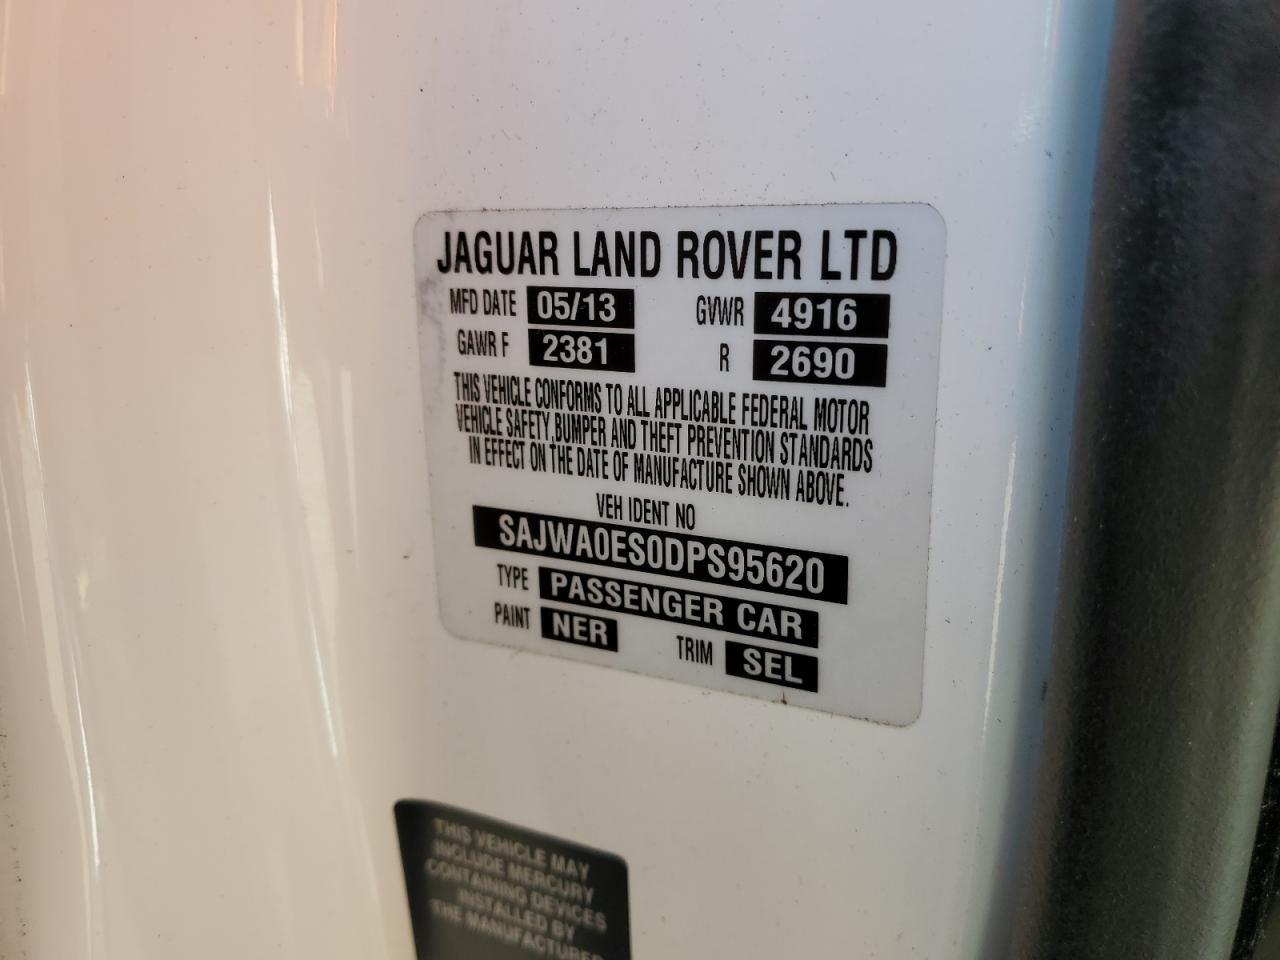 JAGUAR LAND ROVER LTD
MFD DATE 05/13 GVWR 4916
GAWR F 2381 R 2690
THIS VEHICLE CONFORMS TO ALL APPLICABLE FEDERAL MOTOR
VEHICLE SAFETY,BUMPER AND THEFT PREVENTION STANDARDS
IN EFFECT ON THE DATE OF MANUFACTURE SHOWN ABOVE.
VEH IDENT NO
SAJWA0ES0DPS95620
TYPE PASSENGER CAR
PAINT NER TRIM SEL
THIS VEHICLE MAY
INCLUDE MERCURY
CONTAINING DEVICES
INSTALLED BY
THE MANUFACTURER